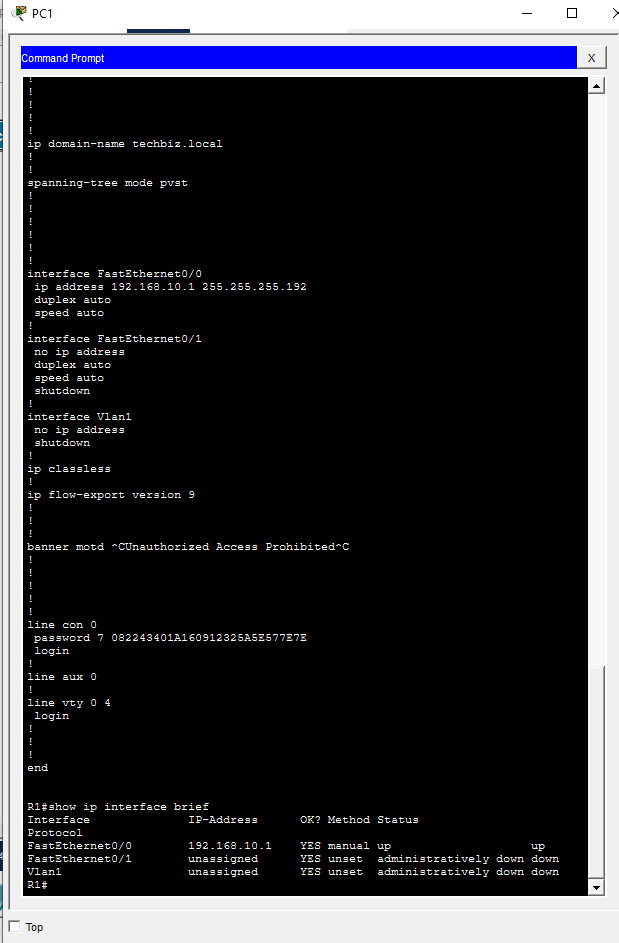 PC1
Command Prompt
X
!
!
!
!
!
ip domain-name techbiz.local
!
!
spanning-tree mode pvst
!
!
!
!
!
!
interface FastEthernet0/0
 ip address 192.168.10.1 255.255.255.192
 duplex auto
 speed auto
!
interface FastEthernet0/1
 no ip address
 duplex auto
 speed auto
 shutdown
!
interface Vlan1
 no ip address
 shutdown
!
ip classless
!
ip flow-export version 9
!
!
!
banner motd ^CUnauthorized Access Prohibited^C
!
!
!
!
!
line con 0
 password 7 082243401A160912325A5E577E7E
 login
!
line aux 0
!
line vty 0 4
 login
!
!
!
end
R1#show ip interface brief
Interface              IP-Address      OK? Method Status
Protocol
FastEthernet0/0        192.168.10.1    YES manual up                    up
FastEthernet0/1        unassigned      YES unset  administratively down down
Vlan1                  unassigned      YES unset  administratively down down
R1#
Top